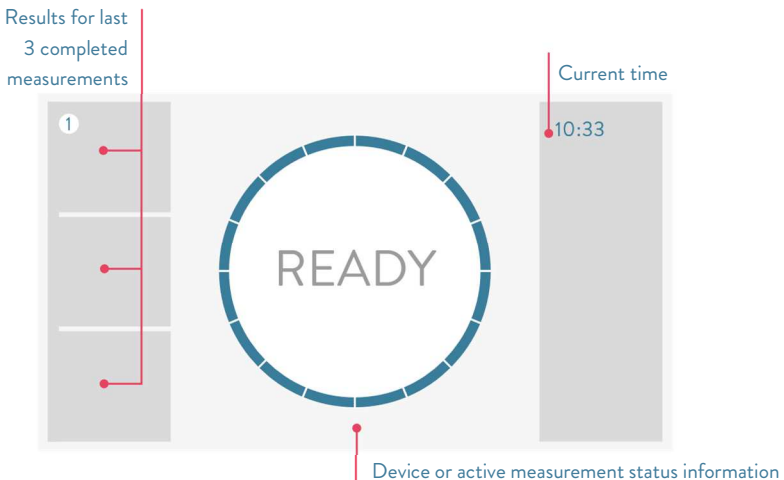 Results for last
3 completed
measurements
Current time
1
10:33
READY
Device or active measurement status information